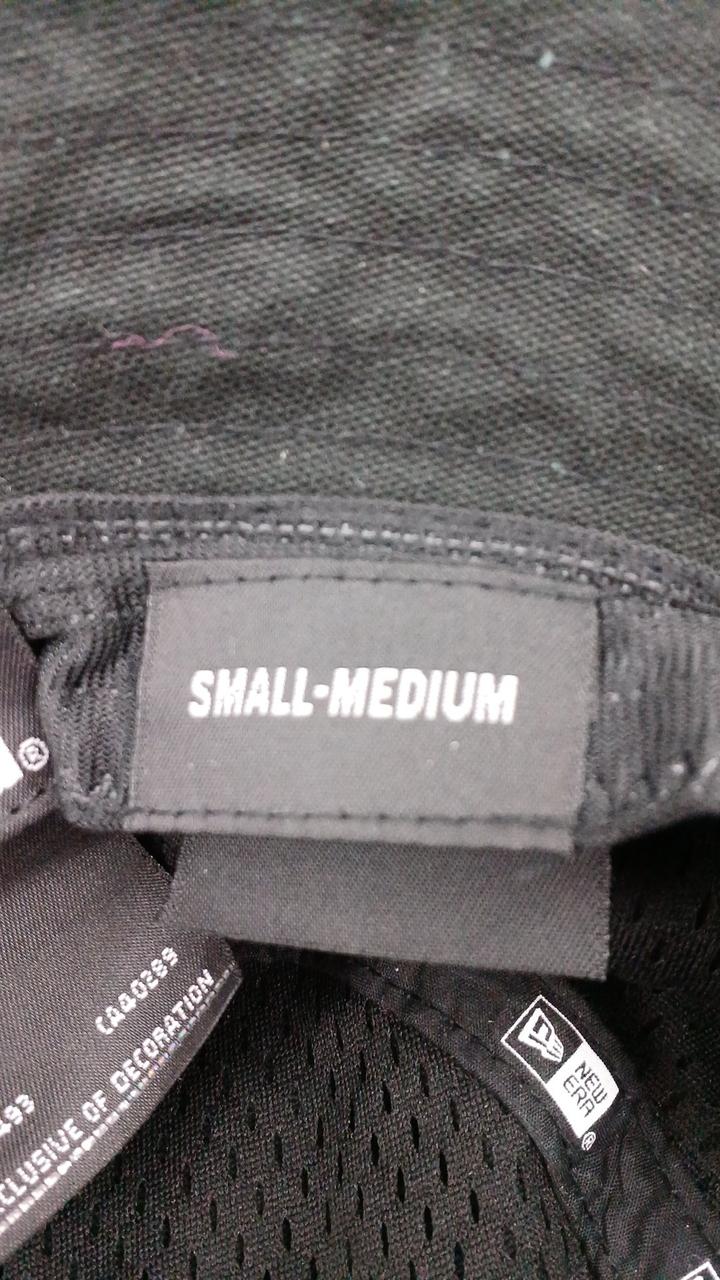 SMALL-MEDIUM
®
CA40289
493
CLUSIVE OF DECORATION
NEW
ERA
®